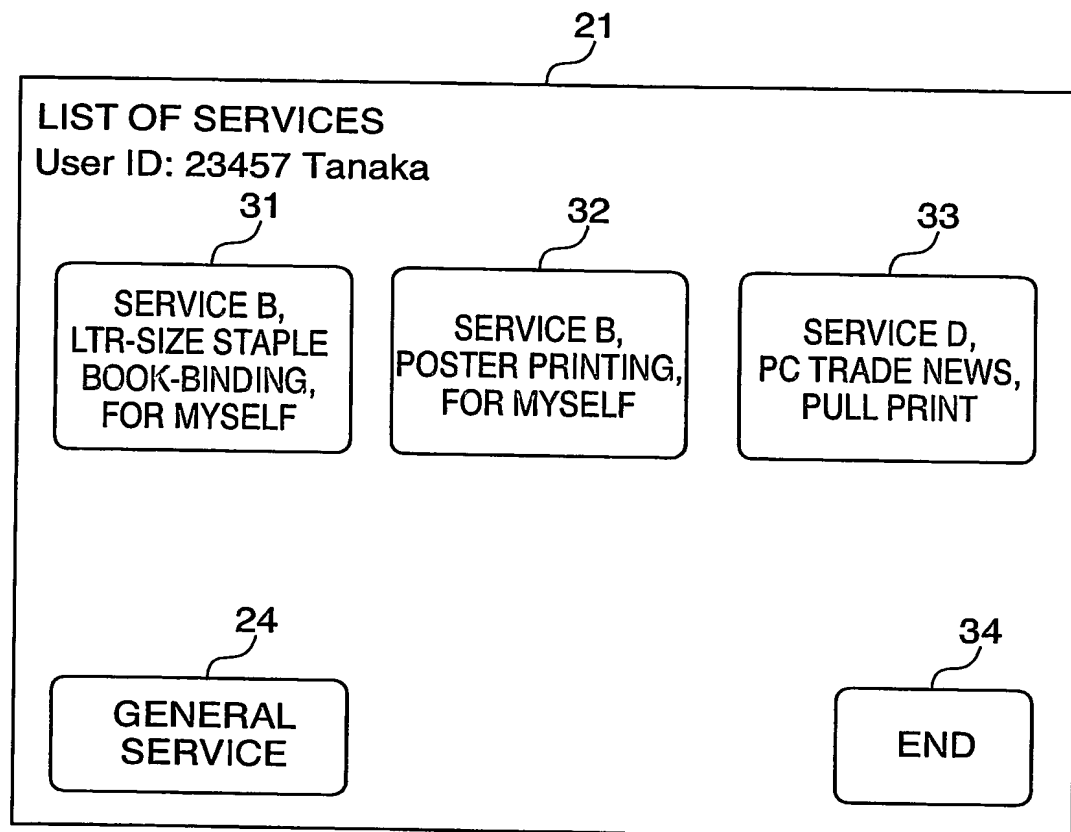 21
LIST OF SERVICES
User ID: 23457 Tanaka
31
32
33
SERVICE B,
LTR-SIZE STAPLE
BOOK-BINDING,
FOR MYSELF
SERVICE B,
POSTER PRINTING,
FOR MYSELF
SERVICE D,
PC TRADE NEWS,
PULL PRINT
24
34
GENERAL
SERVICE
END